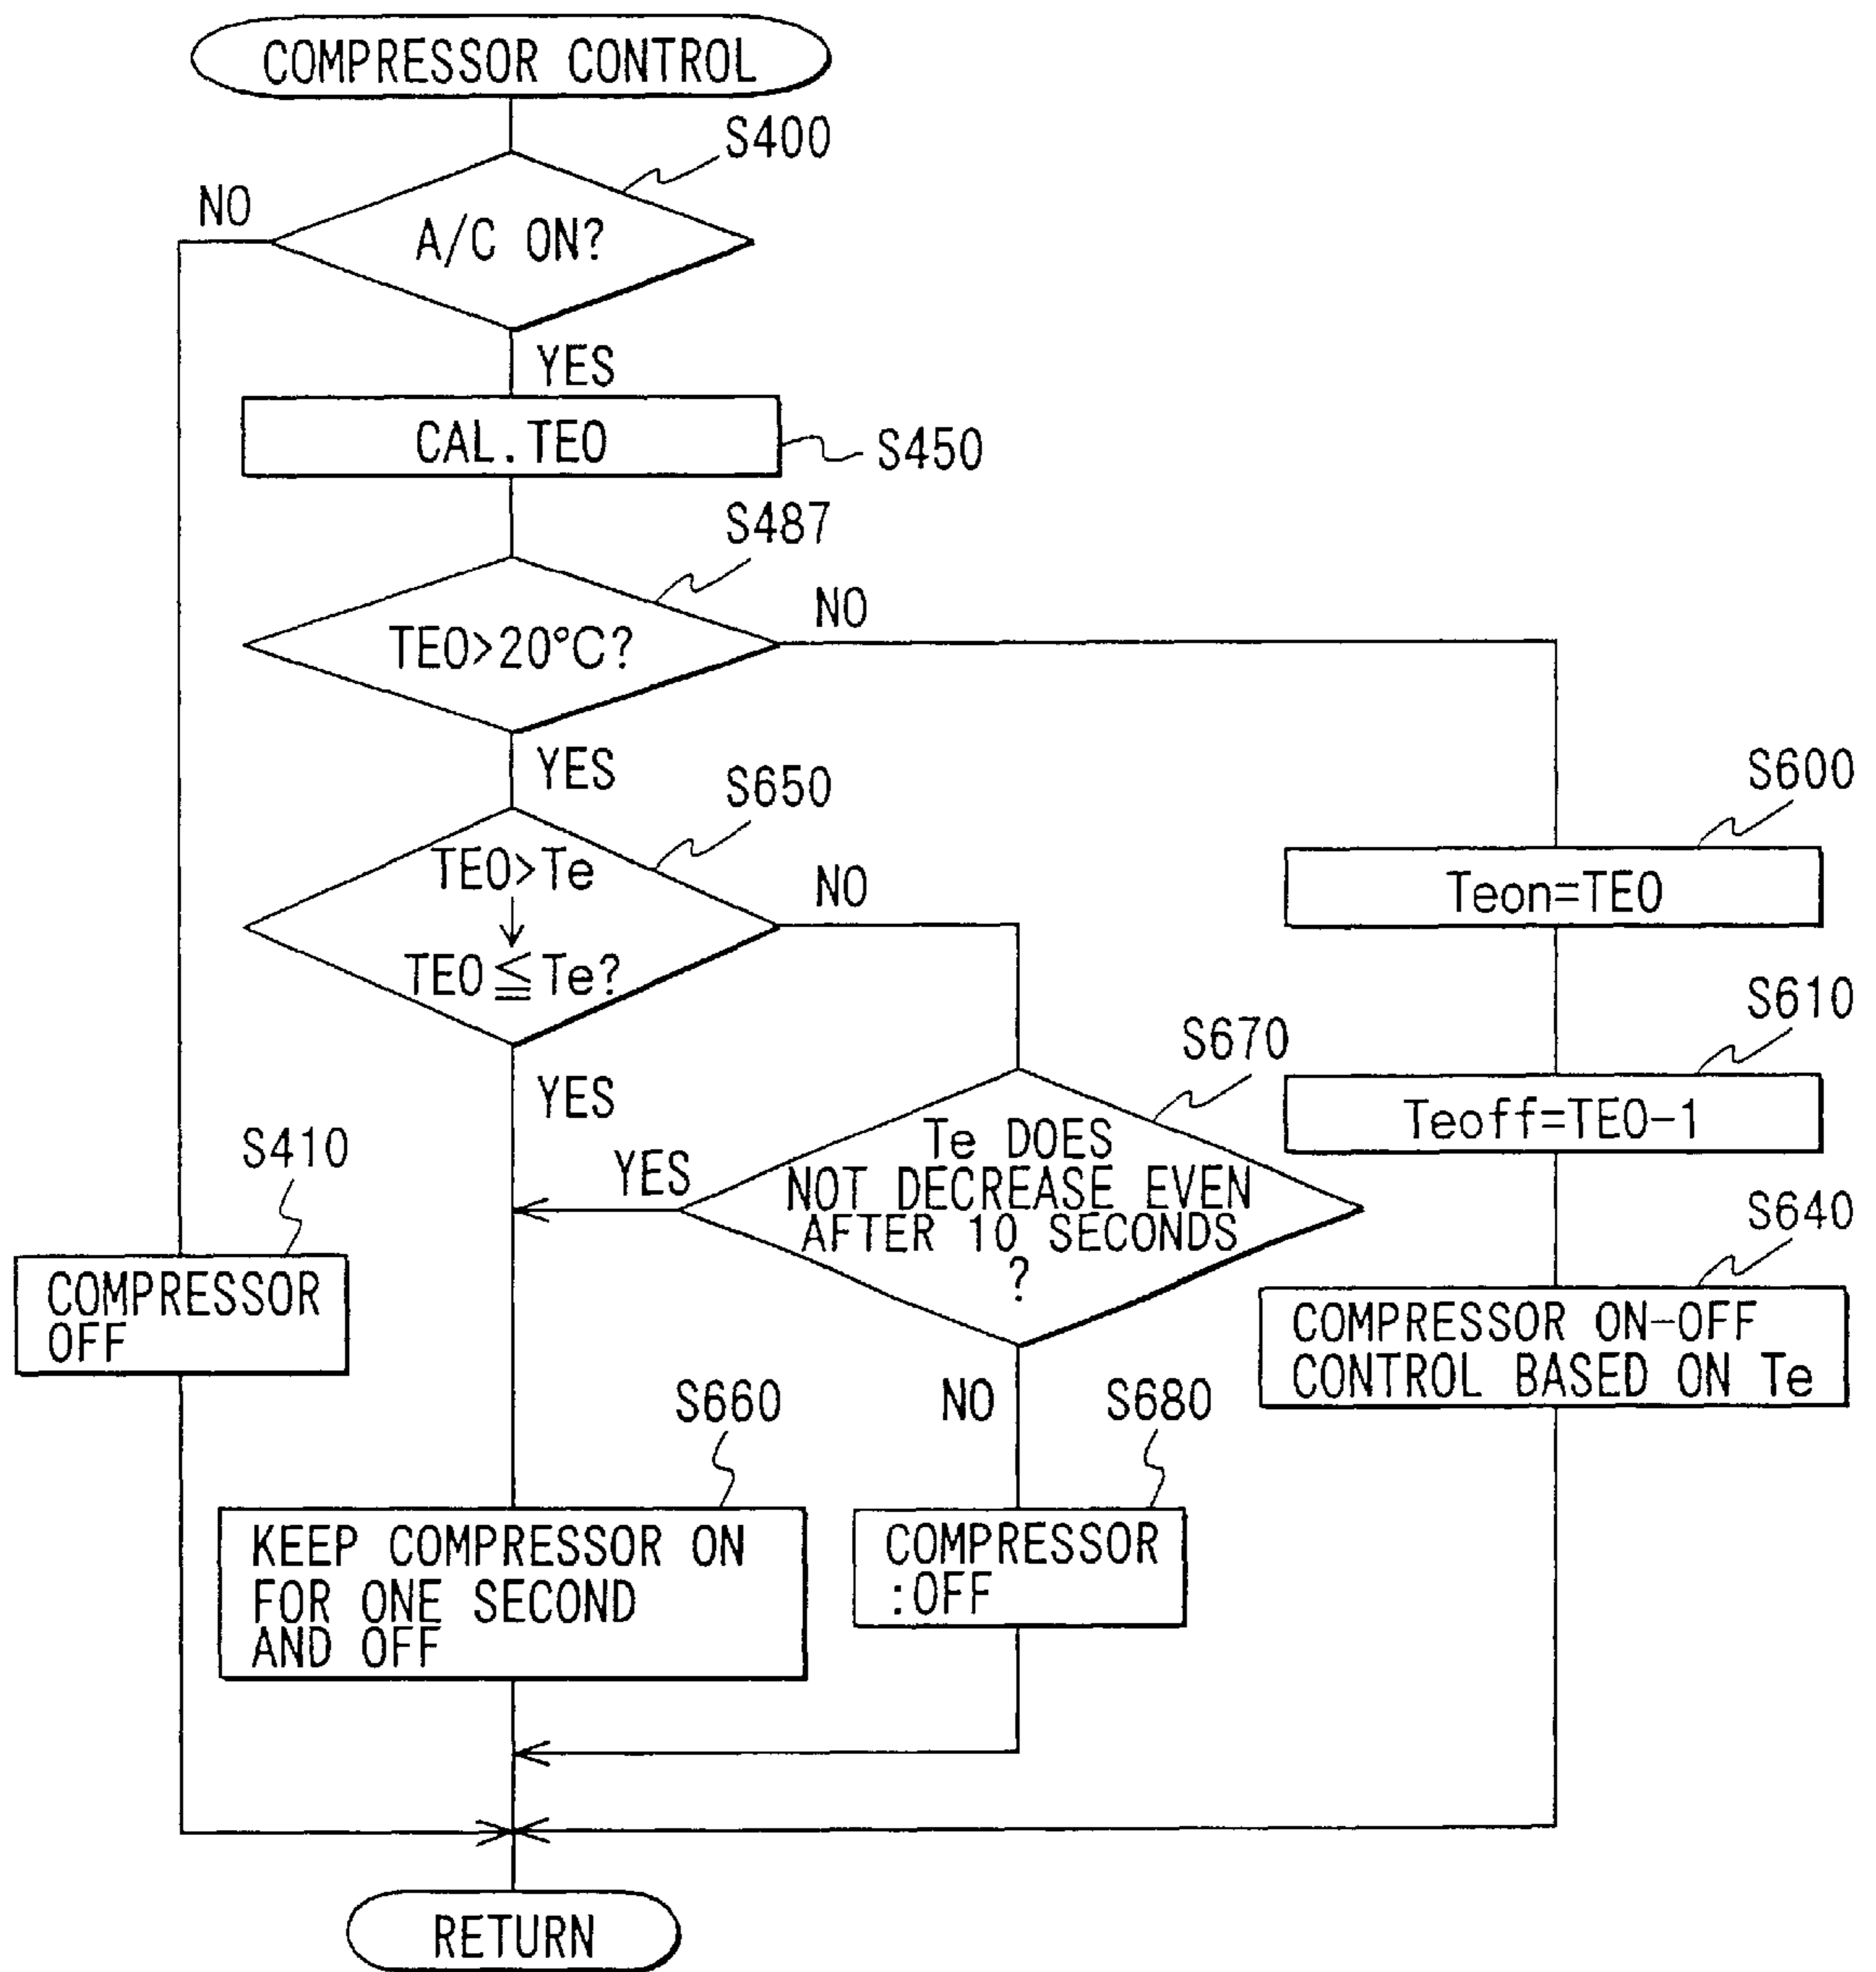 COMPRESSOR CONTROL
S400
NO
A/C ON?
YES
CAL.TEO
S450
S487
NO
TEO>20°C?
YES
S650
TEO>Te
↓
TEO≦Te?
NO
YES
S600
Teon=TEO
S610
Teoff=TEO-1
S670
Te DOES
NOT DECREASE EVEN
AFTER 10 SECONDS
?
YES
NO
S410
COMPRESSOR
OFF
S640
COMPRESSOR ON-OFF
CONTROL BASED ON Te
S660
KEEP COMPRESSOR ON
FOR ONE SECOND
AND OFF
S680
COMPRESSOR
:OFF
RETURN